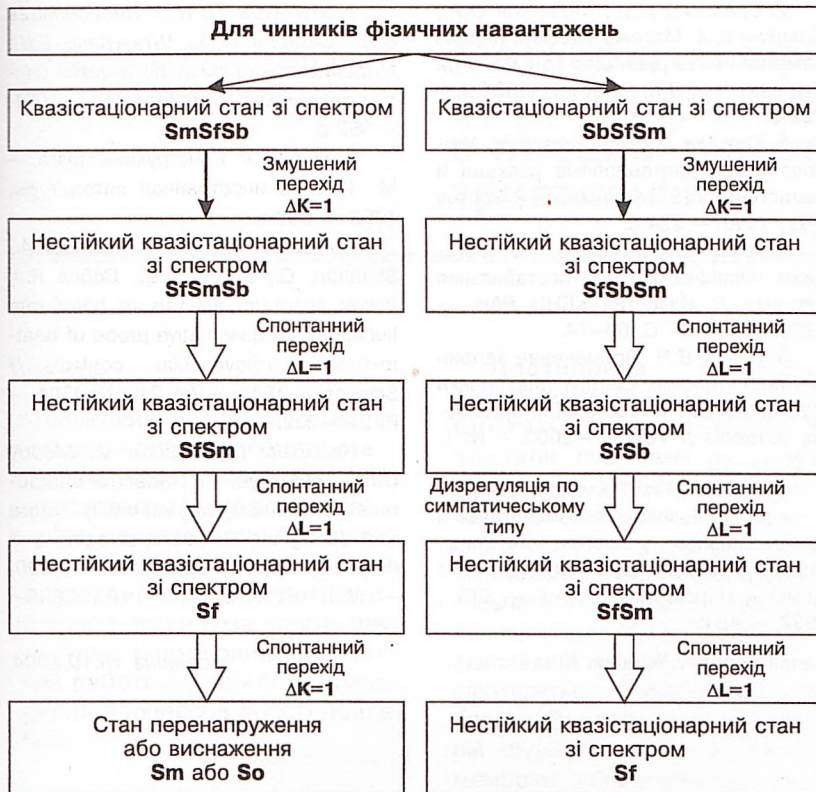 Для чинників фізичних навантажень
Квазістаціонарний стан зі спектром
SmSfSb
Змушений
перехід
ΔK=1
Нестійкий квазістаціонарний стан
зі спектром
SfSmSb
Спонтанний
перехід
ΔL=1
Нестійкий квазістаціонарний стан
зі спектром
SfSm
Спонтанний
перехід
ΔL=1
Нестійкий квазістаціонарний стан
зі спектром
Sf
Спонтанний
перехід
ΔK=1
Стан перенапруження
або виснаження
Sm або So
Квазістаціонарний стан зі спектром
SbSfSm
Змушений
перехід
ΔK=1
Нестійкий квазістаціонарний стан
зі спектром
SfSbSm
Спонтанний
перехід
ΔL=1
Нестійкий квазістаціонарний стан
зі спектром
SfSb
Дизрегуляція по
симпатическому
типу
Спонтанний
перехід
ΔL=1
Нестійкий квазістаціонарний стан
зі спектром
SfSm
Спонтанний
перехід
ΔL=1
Нестійкий квазістаціонарний стан
зі спектром
Sf